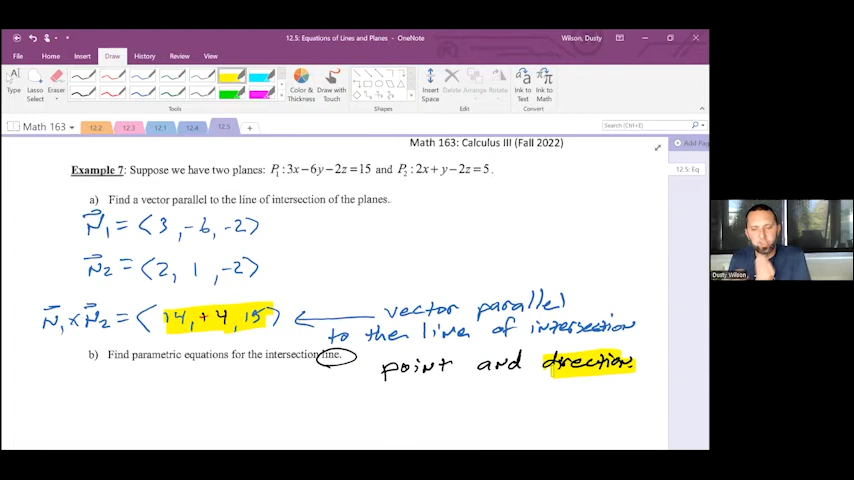 12.5: Equations of Lines and Planes - OneNote
Wilson, Dusty
File Home Insert Draw History Review View
Type Lasso Select Eraser Color & Thickness Draw with Touch Insert Space Delete Arrange Rotate Ink to Text Ink to Math
Tools Shapes Edit Convert
Math 163 12.2 12.3 12.1 12.4 12.5 + Search (Ctrl+E)
Math 163: Calculus III (Fall 2022)
Add Page
Example 7: Suppose we have two planes: P₁ : 3x − 6y − 2z = 15 and P₂ : 2x + y − 2z = 5.
12.5: Eq
a) Find a vector parallel to the line of intersection of the planes.
N₁ = ⟨3, -6, -2⟩
N₂ = ⟨2, 1, -2⟩
N₁ × N₂ = ⟨14, +4, 15⟩ ← vector parallel
to then line of intersection
b) Find parametric equations for the intersection line.
point and direction
Dusty Wilson